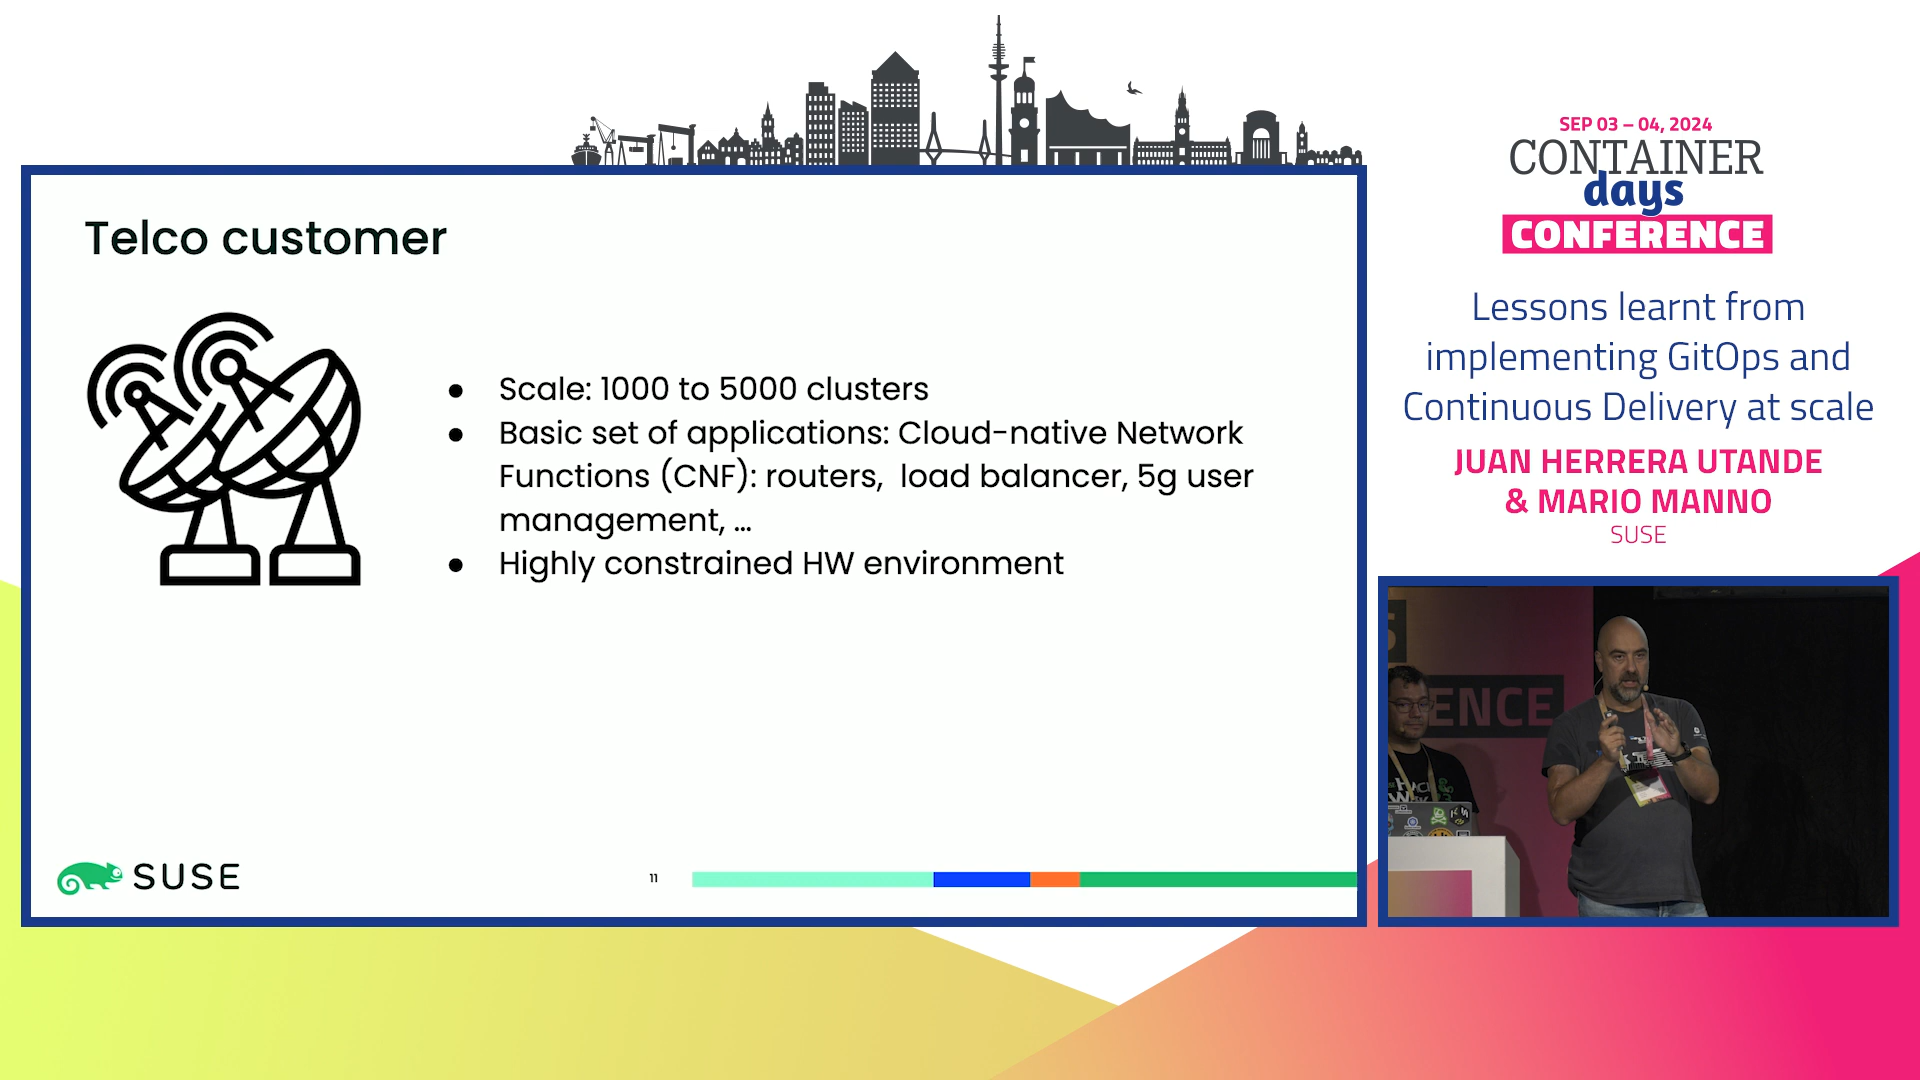 SEP 03 – 04, 2024
CONTAINER
days
CONFERENCE
Telco customer
● Scale: 1000 to 5000 clusters
● Basic set of applications: Cloud-native Network
Functions (CNF): routers, load balancer, 5g user
management, ...
● Highly constrained HW environment
SUSE
11
Lessons learnt from
implementing GitOps and
Continuous Delivery at scale
JUAN HERRERA UTANDE
& MARIO MANNO
SUSE
ENCE